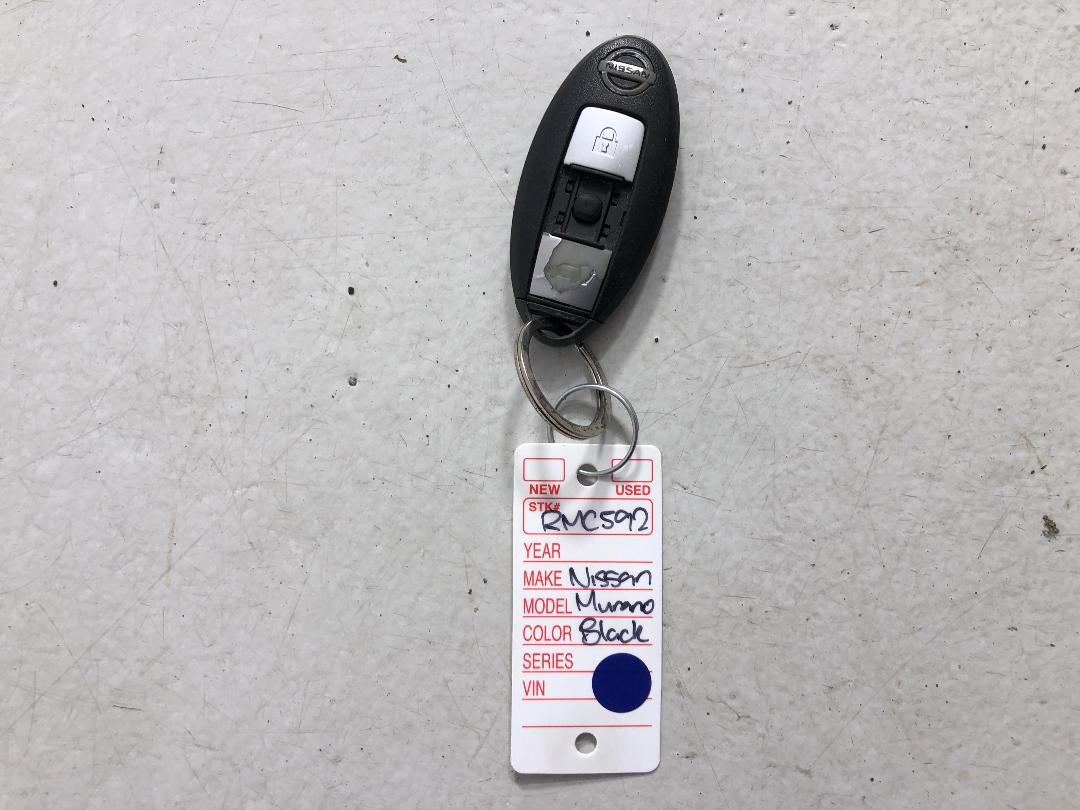 NISSAN
NEW USED
STK# RMC592
YEAR
MAKE Nissan
MODEL Murano
COLOR Black
SERIES
VIN